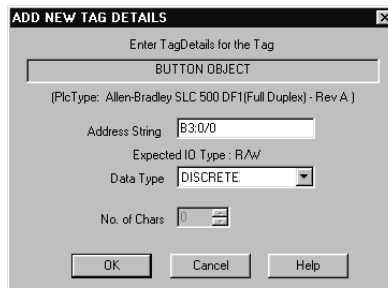 ADD NEW TAG DETAILS
Enter TagDetails for the Tag
BUTTON OBJECT
(PlcType: Allen-Bradley SLC 500 DF1(Full Duplex) - Rev A )
Address String B3:0/0
Expected IO Type : R/W
Data Type DISCRETE
No. of Chars 0
OK Cancel Help